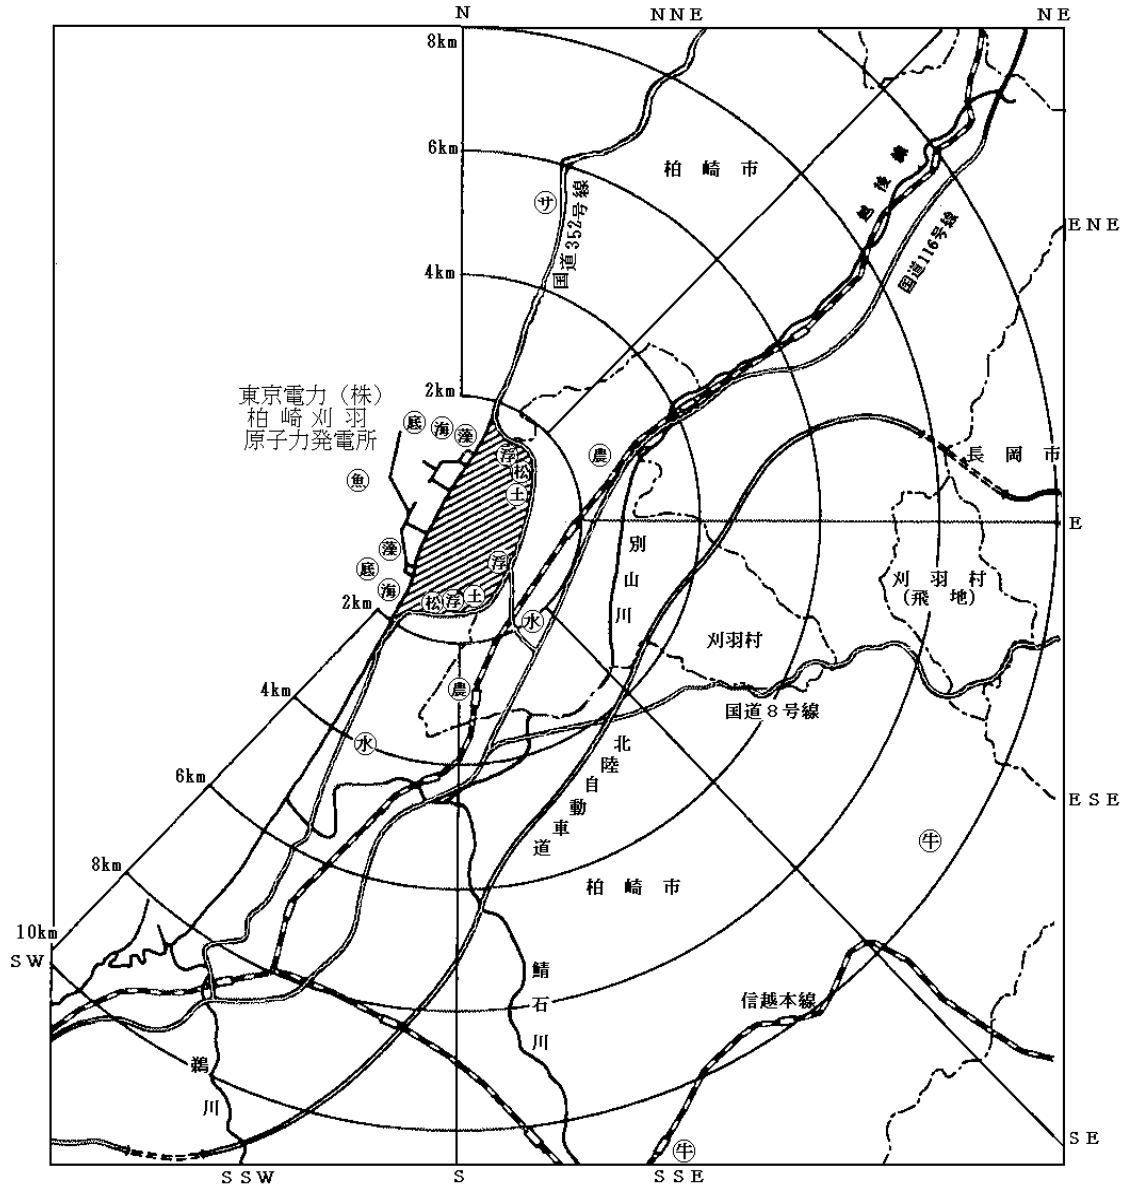 N
NNE
NE
8km
6km
柏崎市
越後線
サ
国道352号線
ENE
国道116号線
4km
2km
東京電力（株）
柏崎刈羽
原子力発電所
底 海 藻
長岡市
農
浮
松
土
魚
E
藻
別山川
浮
底
刈羽村
（飛地）
海
松 浮 土
2km
水
刈羽村
4km
農
国道８号線
水
北陸自動車道
6km
ESE
牛
8km
柏崎市
10km
SW
鯖石川
信越本線
鵜川
SE
牛
SSW
S
SSE